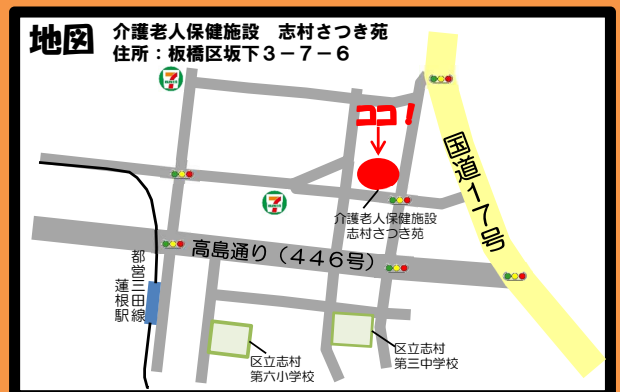 地図
介護老人保健施設　志村さつき苑
住所：板橋区坂下３－７－６
ココ！
国道１７号
介護老人保健施設
志村さつき苑
高島通り（４４６号）
都営三田線
蓮根駅
区立志村
第六小学校
区立志村
第三中学校